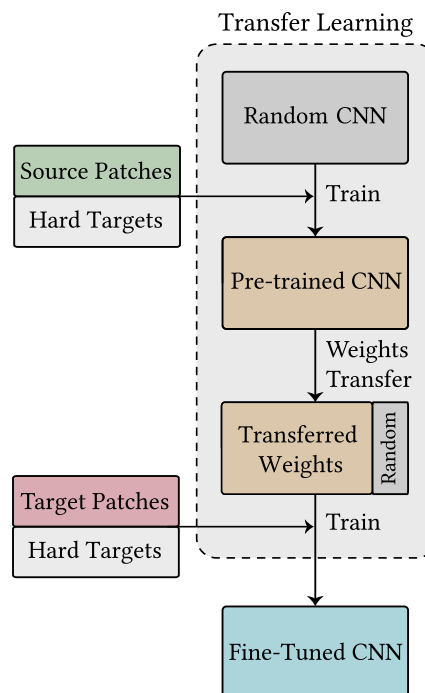 Transfer Learning
Random CNN
Source Patches
Hard Targets
Train
Pre-trained CNN
Weights
Transfer
Transferred
Weights
Random
Target Patches
Hard Targets
Train
Fine-Tuned CNN